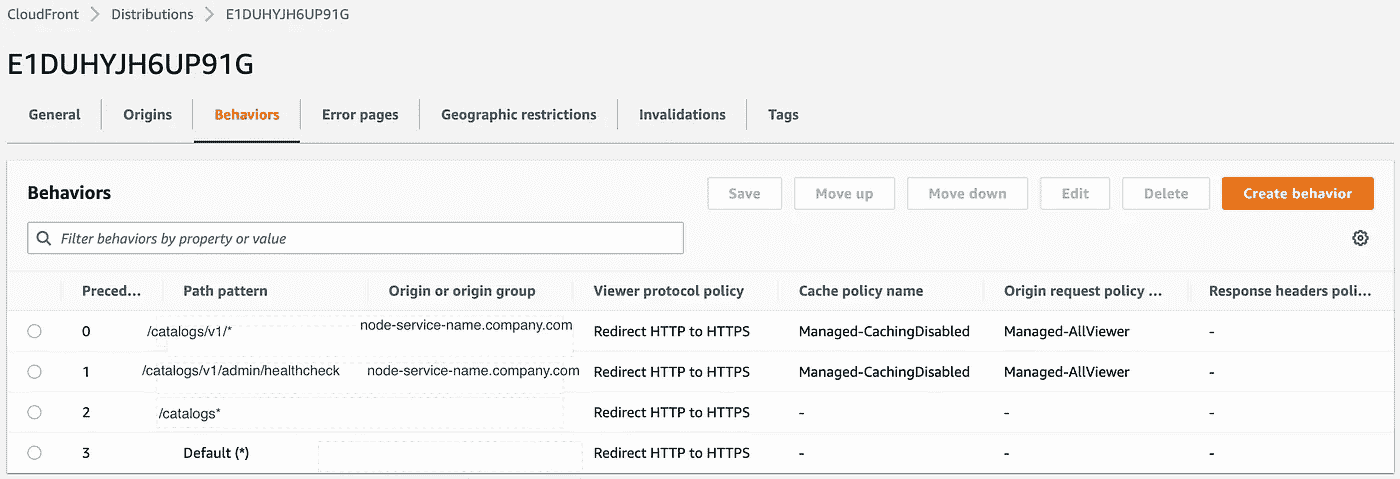 CloudFront > Distributions > E1DUHYJH6UP91G
E1DUHYJH6UP91G
General Origins Behaviors Error pages Geographic restrictions Invalidations Tags
Behaviors Save Move up Move down Edit Delete Create behavior
Filter behaviors by property or value
Preced... Path pattern Origin or origin group Viewer protocol policy Cache policy name Origin request policy ... Response headers poli...
0 /catalogs/v1/* node-service-name.company.com Redirect HTTP to HTTPS Managed-CachingDisabled Managed-AllViewer -
1 /catalogs/v1/admin/healthcheck node-service-name.company.com Redirect HTTP to HTTPS Managed-CachingDisabled Managed-AllViewer -
2 /catalogs* Redirect HTTP to HTTPS - - -
3 Default (*) Redirect HTTP to HTTPS - - -